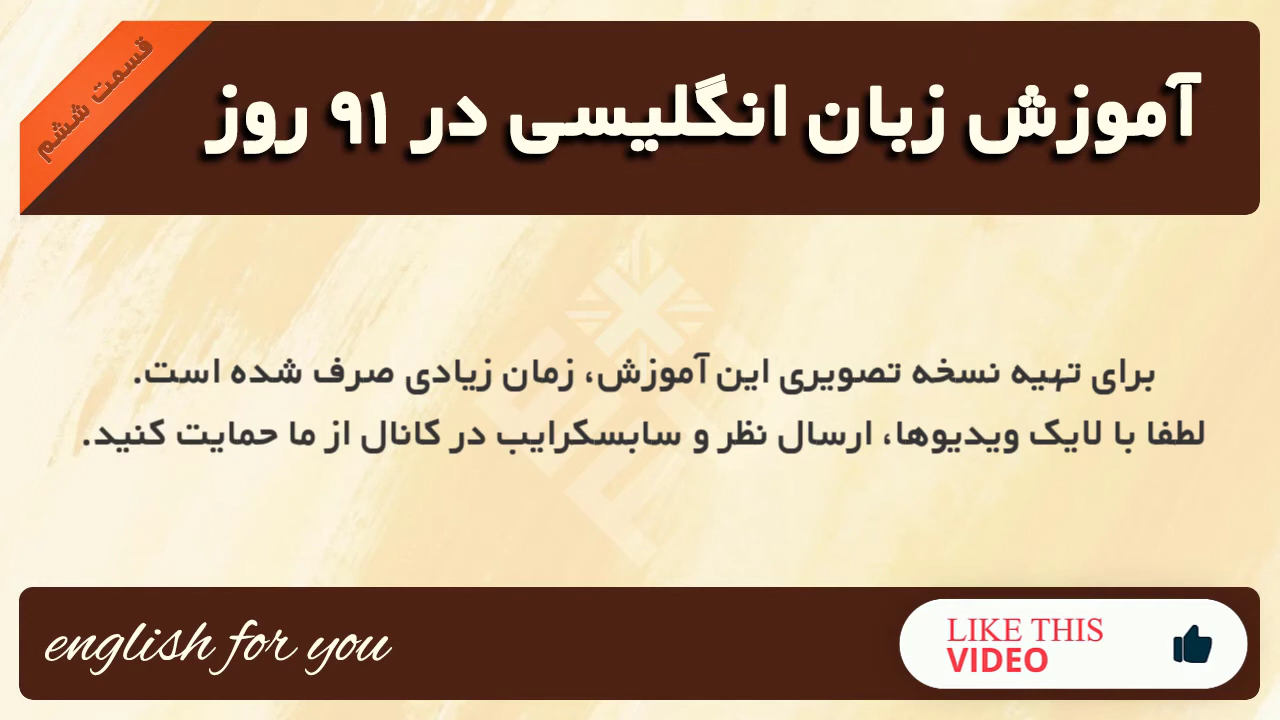 قسمت ششم
آموزش زبان انگلیسی در ۹۱ روز
برای تهیه نسخه تصویری این آموزش، زمان زیادی صرف شده است.
لطفا با لایک ویدیوها، ارسال نظر و سابسکرایب در کانال از ما حمایت کنید.
english for you
LIKE THIS
VIDEO